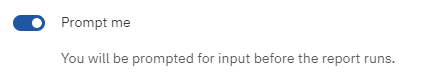 Prompt me
You will be prompted for input before the report runs.